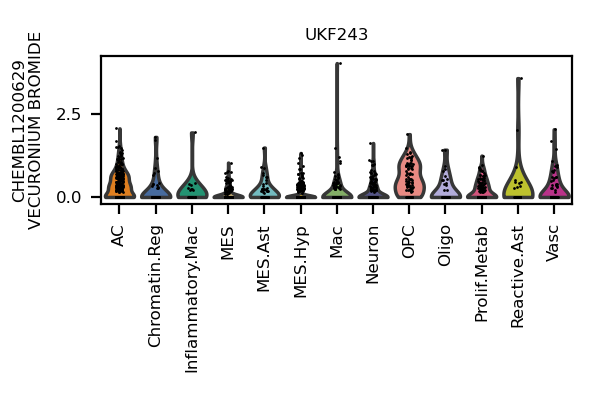 UKF243
CHEMBL1200629
VECURONIUM BROMIDE
2.5
0.0
AC
Chromatin.Reg
Inflammatory.Mac
MES
MES.Ast
MES.Hyp
Mac
Neuron
OPC
Oligo
Prolif.Metab
Reactive.Ast
Vasc